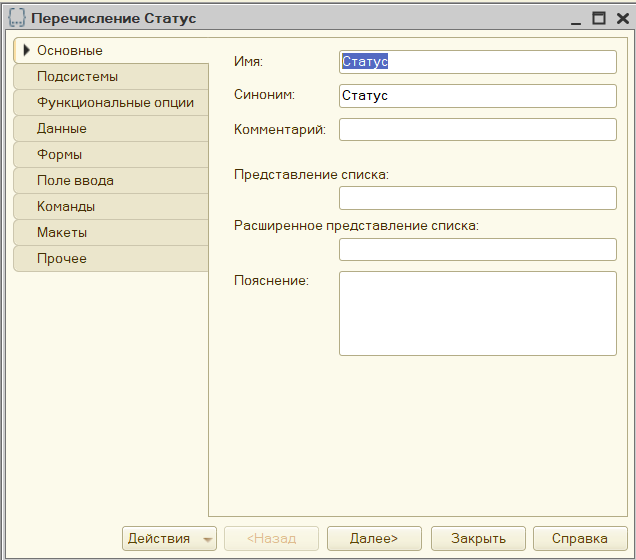 Перечисление Статус
Основные
Подсистемы
Функциональные опции
Данные
Формы
Поле ввода
Команды
Макеты
Прочее
Имя: Статус
Синоним: Статус
Комментарий:
Представление списка:
Расширенное представление списка:
Пояснение:
Действия <Назад Далее> Закрыть Справка